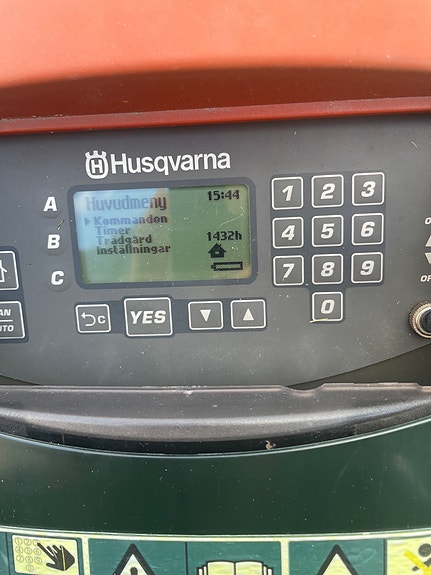 Husqvarna
A
B
C
Huvudmeny 15:44
Kommandon
Timer
Trädgård 1432h
Inställningar
1 2 3
4 5 6
7 8 9
0
C YES